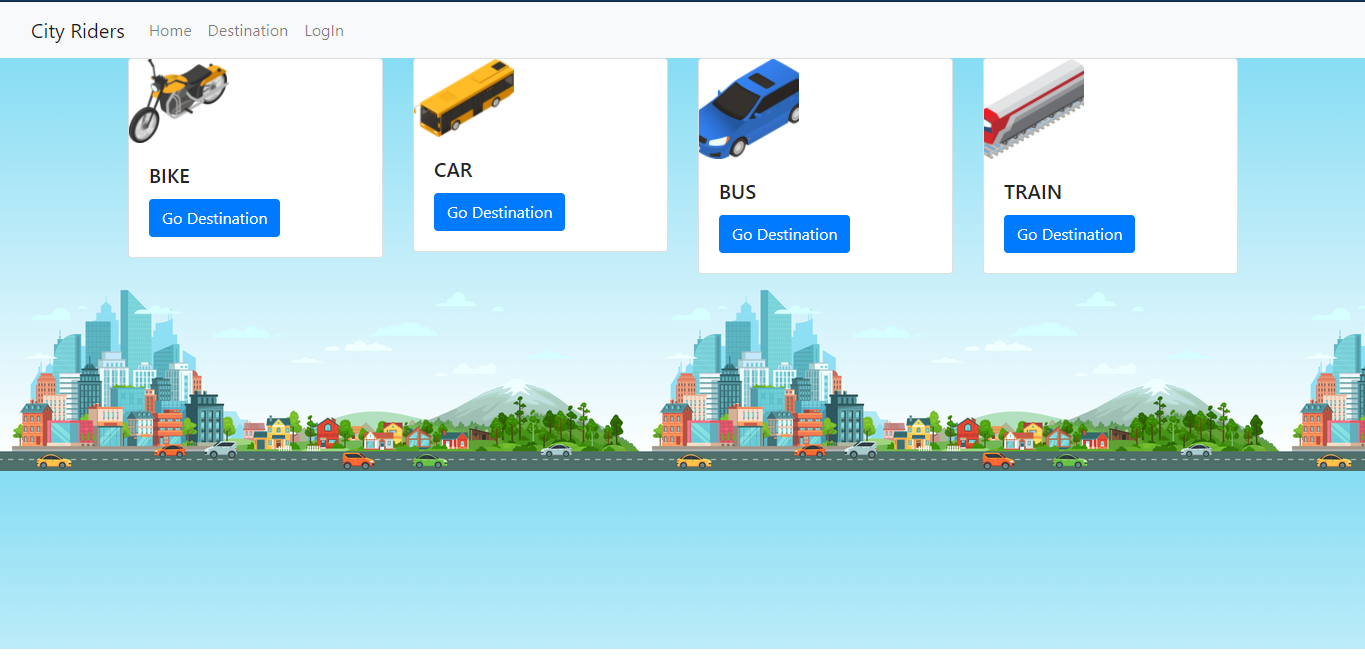 City Riders Home Destination LogIn
BIKE
Go Destination
CAR
Go Destination
BUS
Go Destination
TRAIN
Go Destination